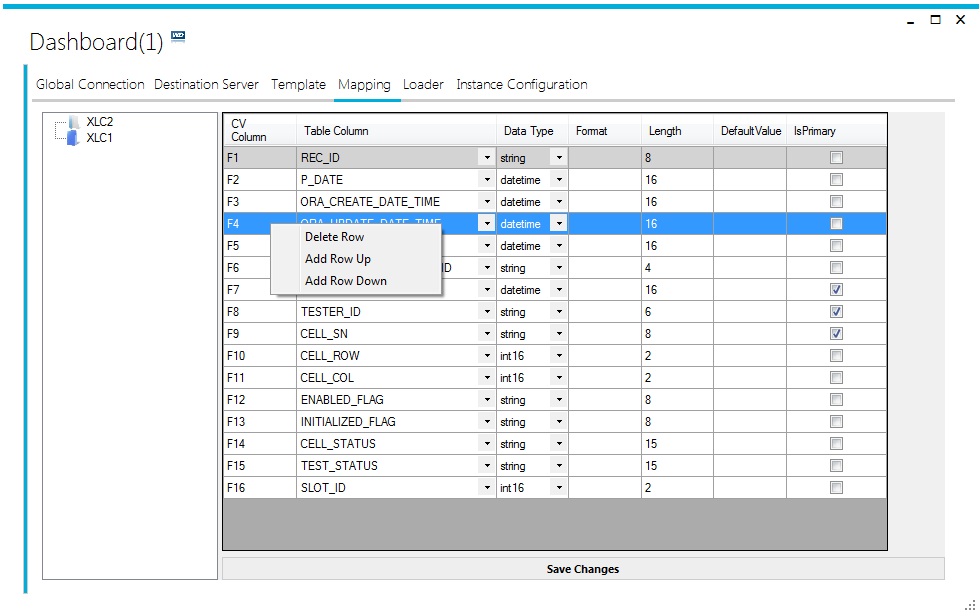 Dashboard(1) WD
Global Connection Destination Server Template Mapping Loader Instance Configuration
XLC2
XLC1
CV Column Table Column Data Type Format Length DefaultValue IsPrimary
F1 REC_ID string 8
F2 P_DATE datetime 16
F3 ORA_CREATE_DATE_TIME datetime 16
F4 ORA_UPDATE_DATE_TIME datetime 16
Delete Row
Add Row Up
Add Row Down
F5 datetime 16
F6 ID string 4
F7 datetime 16
F8 TESTER_ID string 6
F9 CELL_SN string 8
F10 CELL_ROW int16 2
F11 CELL_COL int16 2
F12 ENABLED_FLAG string 8
F13 INITIALIZED_FLAG string 8
F14 CELL_STATUS string 15
F15 TEST_STATUS string 15
F16 SLOT_ID int16 2
Save Changes